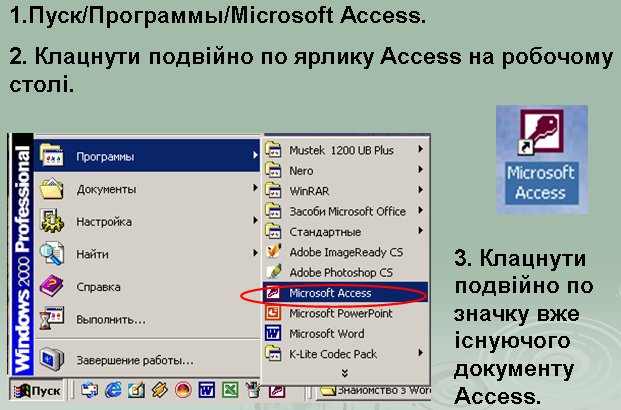 1.Пуск/Программы/Microsoft Access.
2. Клацнути подвійно по ярлику Access на робочому
столі.
Microsoft
Access
Windows 2000 Professional
Программы
Документы
Настройка
Найти
Справка
Выполнить...
Завершение работы...
Mustek 1200 UB Plus
Nero
WinRAR
Засоби Microsoft Office
Стандартные
Adobe ImageReady CS
Adobe Photoshop CS
Microsoft Access
Microsoft PowerPoint
Microsoft Word
K-Lite Codec Pack
Пуск
Знайомство з Word
3. Клацнути
подвійно по
значку вже
існуючого
документу
Access.